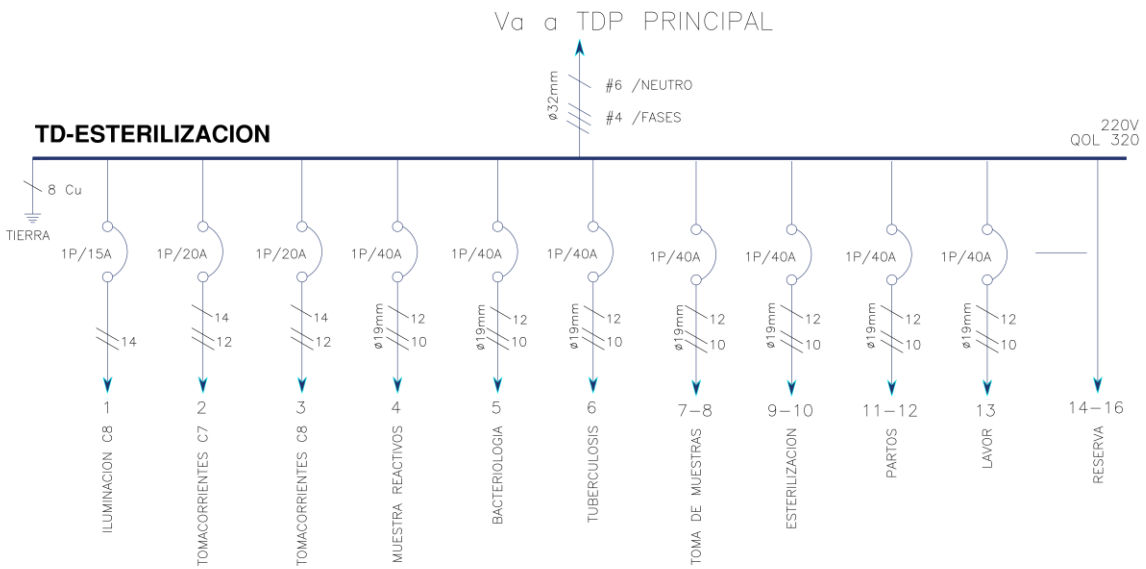 Va a TDP PRINCIPAL
ø32mm
#6 /NEUTRO
#4 /FASES
TD-ESTERILIZACION
220V
QOL 320
8 Cu
TIERRA
1P/15A
1P/20A
1P/20A
1P/40A
1P/40A
1P/40A
1P/40A
1P/40A
1P/40A
1P/40A
14
14
12
14
12
ø19mm
12
10
ø19mm
12
10
ø19mm
12
10
ø19mm
12
10
ø19mm
12
10
ø19mm
12
10
ø19mm
12
10
1
2
3
4
5
6
7-8
9-10
11-12
13
14-16
ILUMINACION C8
TOMACORRIENTES C7
TOMACORRIENTES C8
MUESTRA REACTIVOS
BACTERIOLOGIA
TUBERCULOSIS
TOMA DE MUESTRAS
ESTERILIZACION
PARTOS
LAVOR
RESERVA